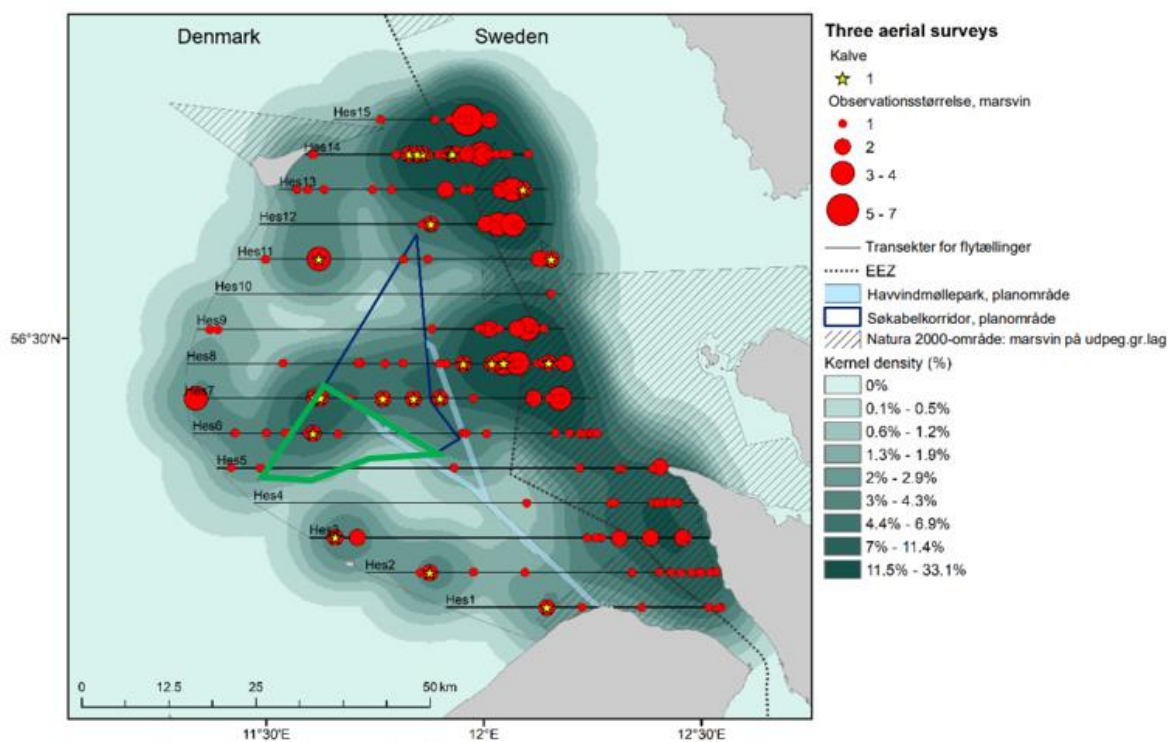 Denmark
Sweden
Hes15
Hes14
Hes13
Hes12
Hes11
Hes10
Hes9
Hes8
Hes7
Hes6
Hes5
Hes4
Hes3
Hes2
Hes1
56°30'N
0 12.5 25 50 km
11°30'E 12°E 12°30'E
Three aerial surveys
Kalve
1
Observationsstørrelse, marsvin
1
2
3 - 4
5 - 7
Transekter for flytællinger
EEZ
Havvindmøllepark, planområde
Søkabelkorridor, planområde
Natura 2000-område: marsvin på udpeg.gr.lag
Kernel density (%)
0%
0.1% - 0.5%
0.6% - 1.2%
1.3% - 1.9%
2% - 2.9%
3% - 4.3%
4.4% - 6.9%
7% - 11.4%
11.5% - 33.1%